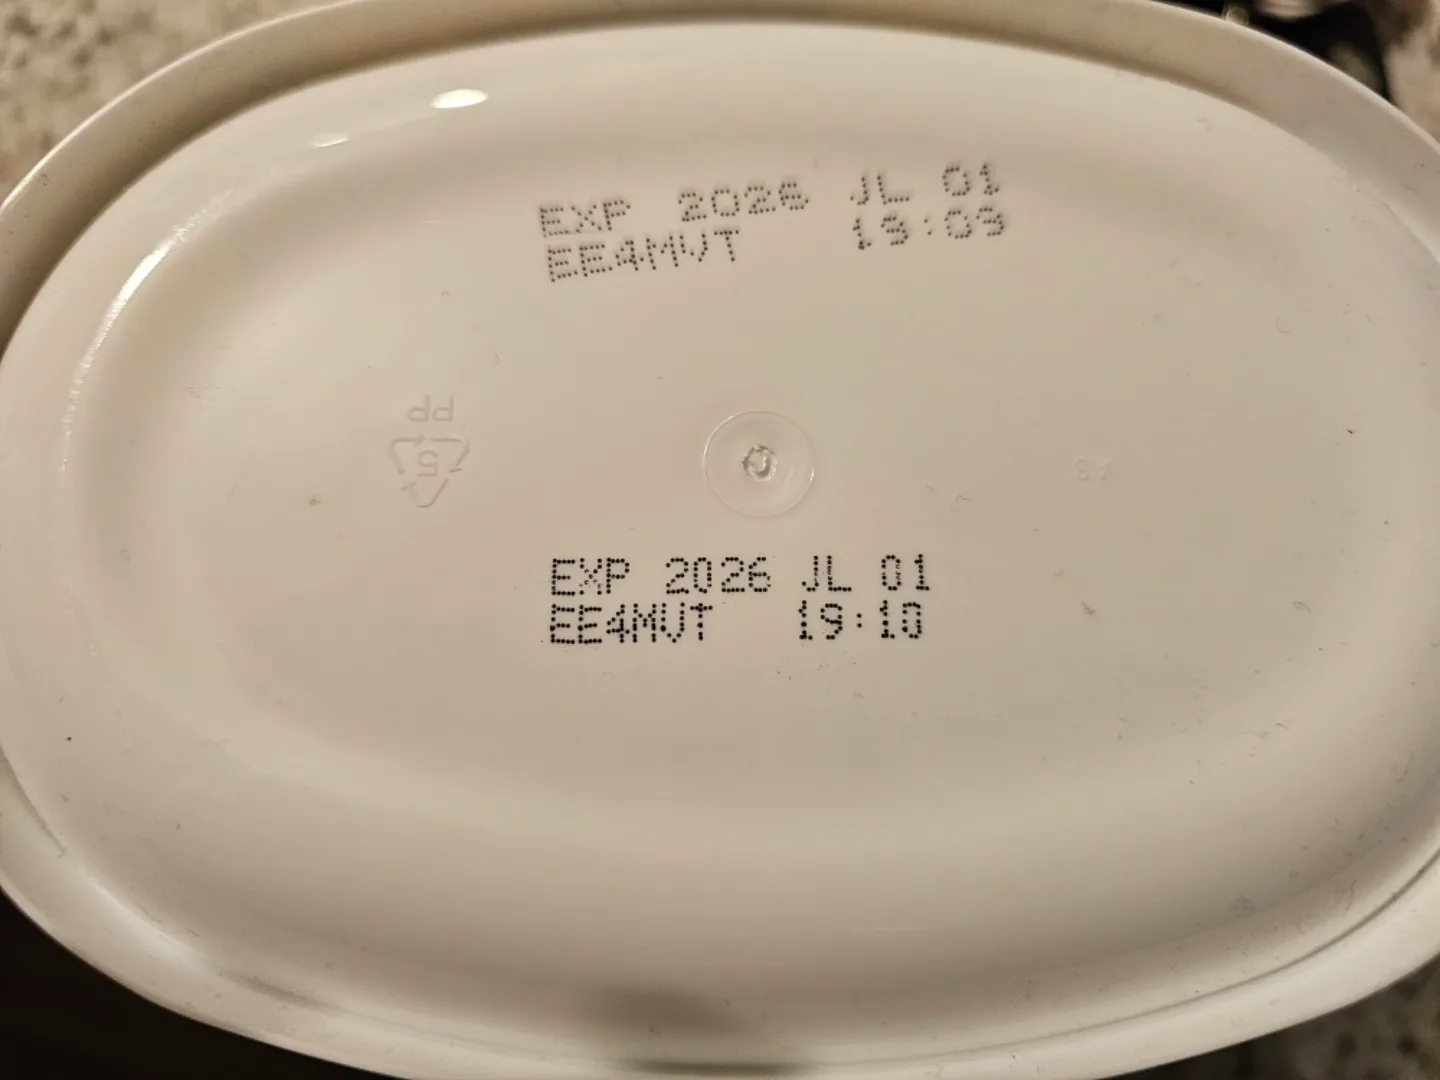 EXP 2026 JL 01
EE4MVT 19:09
PP
5
EXP 2026 JL 01
EE4MVT 19:10